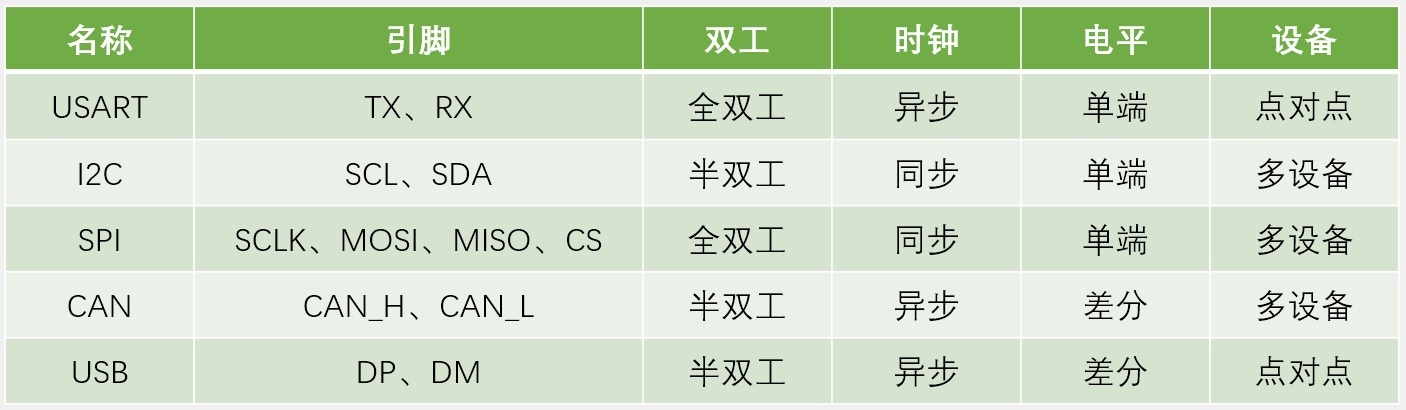 名称 引脚 双工 时钟 电平 设备
USART TX、RX 全双工 异步 单端 点对点
I2C SCL、SDA 半双工 同步 单端 多设备
SPI SCLK、MOSI、MISO、CS 全双工 同步 单端 多设备
CAN CAN_H、CAN_L 半双工 异步 差分 多设备
USB DP、DM 半双工 异步 差分 点对点